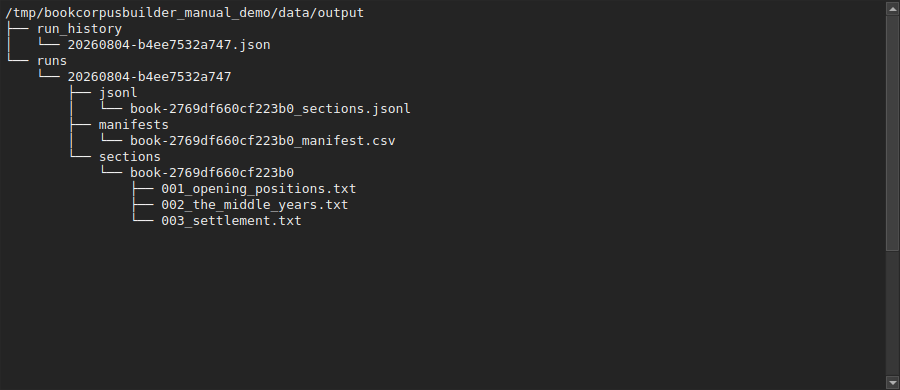 /tmp/bookcorpusbuilder_manual_demo/data/output
├── run_history
│   └── 20260804-b4ee7532a747.json
└── runs
    └── 20260804-b4ee7532a747
        ├── jsonl
        │   └── book-2769df660cf223b0_sections.jsonl
        ├── manifests
        │   └── book-2769df660cf223b0_manifest.csv
        └── sections
            └── book-2769df660cf223b0
                ├── 001_opening_positions.txt
                ├── 002_the_middle_years.txt
                └── 003_settlement.txt